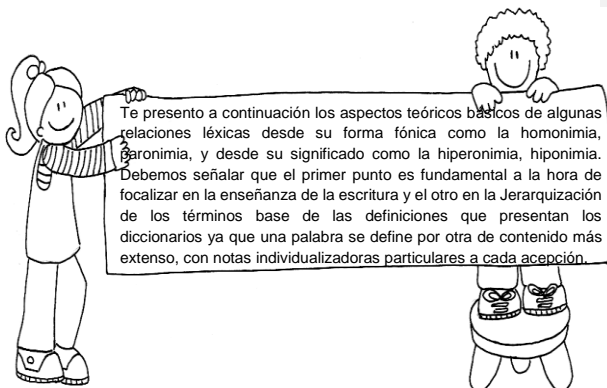 Te presento a continuación los aspectos teóricos básicos de algunas
relaciones léxicas desde su forma fónica como la homonimia,
paronimia, y desde su significado como la hiperonimia, hiponimia.
Debemos señalar que el primer punto es fundamental a la hora de
focalizar en la enseñanza de la escritura y el otro en la Jerarquización
de los términos base de las definiciones que presentan los
diccionarios ya que una palabra se define por otra de contenido más
extenso, con notas individualizadoras particulares a cada acepción.